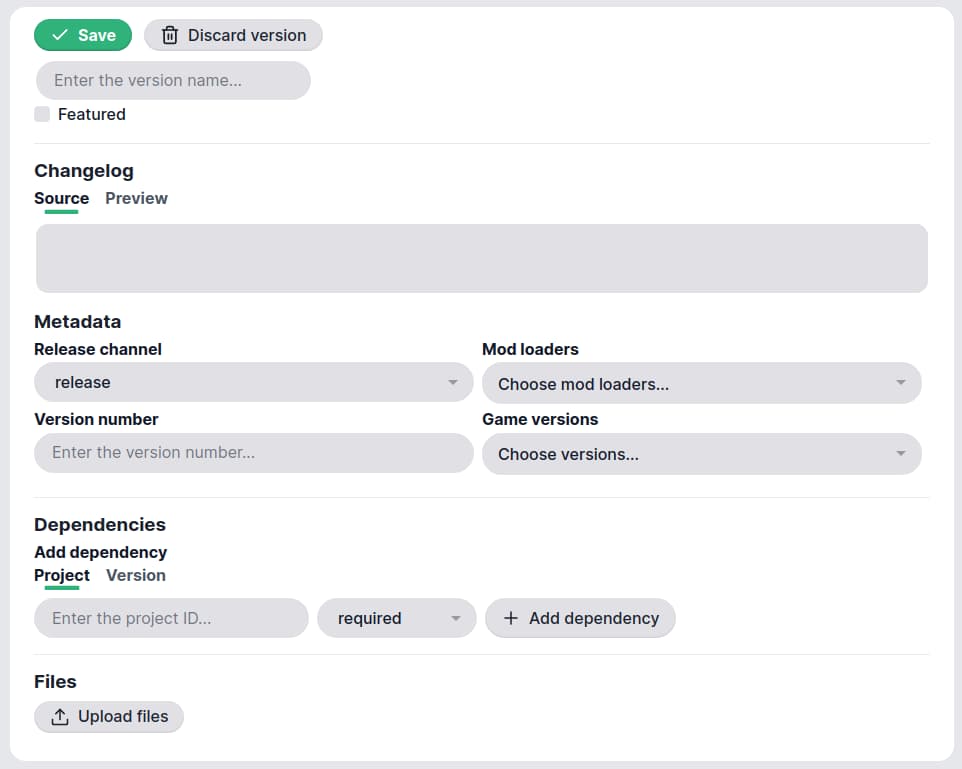 Save Discard version
Enter the version name...
Featured
Changelog
Source Preview
Metadata
Release channel Mod loaders
release Choose mod loaders...
Version number Game versions
Enter the version number... Choose versions...
Dependencies
Add dependency
Project Version
Enter the project ID... required Add dependency
Files
Upload files